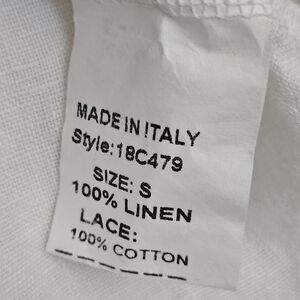 MADE IN ITALY
Style:18C479
SIZE: S
100% LINEN
LACE:
100% COTTON